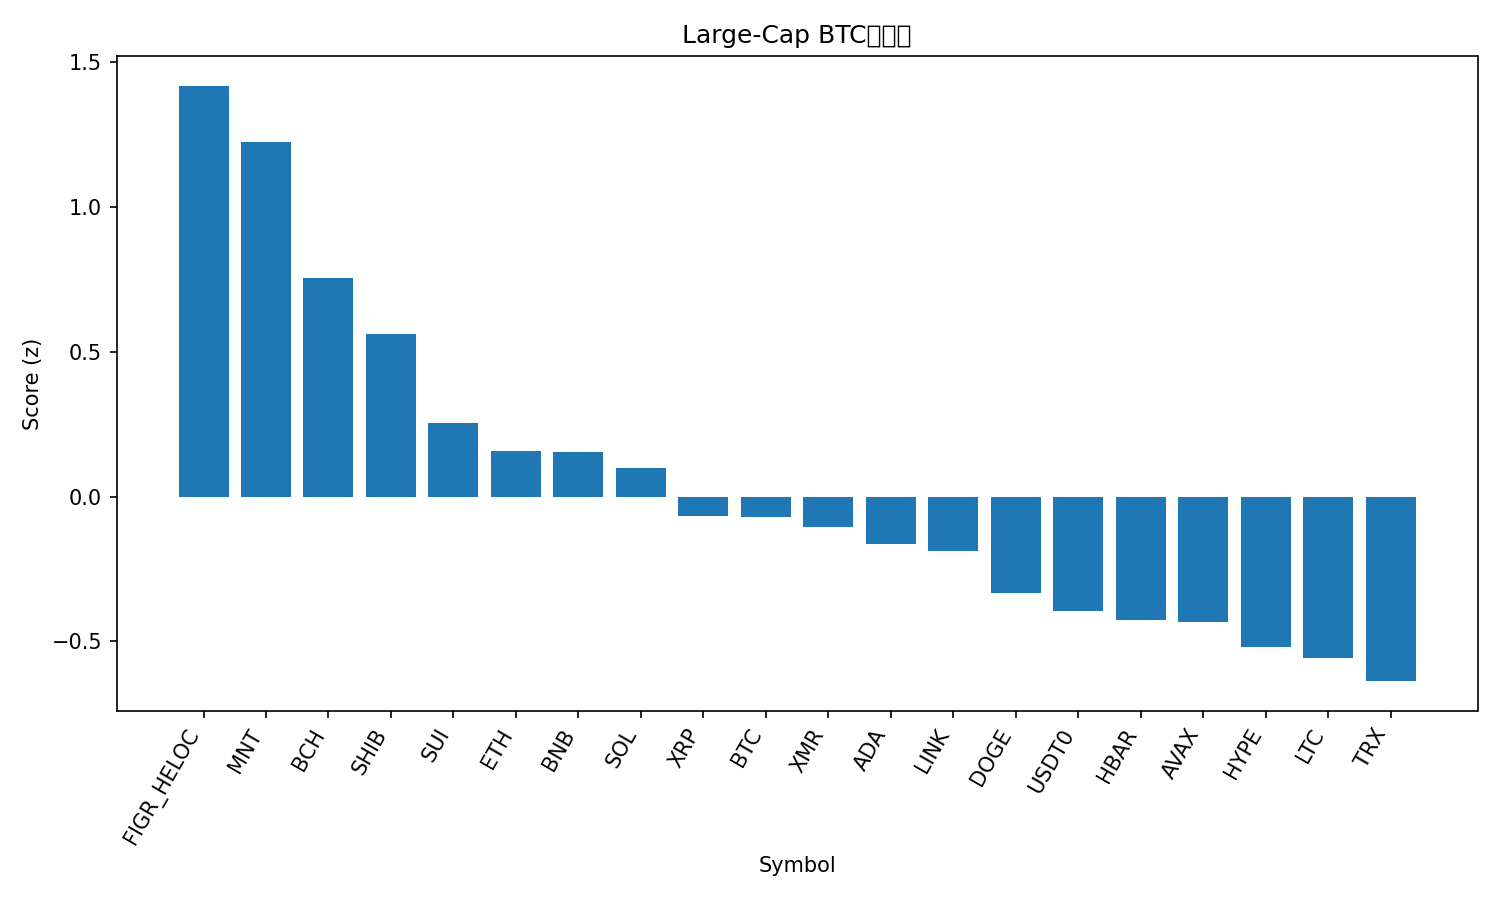 Large-Cap BTC
Score (z)
1.5
1.0
0.5
0.0
−0.5
FIGR_HELOC
MNT
BCH
SHIB
SUI
ETH
BNB
SOL
XRP
BTC
XMR
ADA
LINK
DOGE
USDT0
HBAR
AVAX
HYPE
LTC
TRX
Symbol